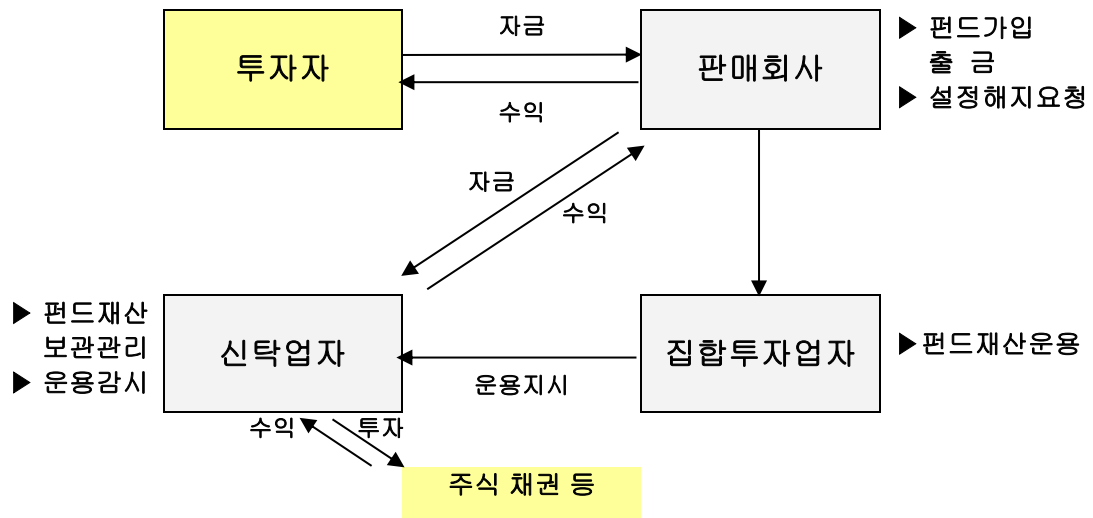 자금
투자자
판매회사
▶ 펀드가입
출 금
▶ 설정해지요청
수익
자금
수익
▶ 펀드재산
보관관리
▶ 운용감시
신탁업자
집합투자업자
▶펀드재산운용
운용지시
수익
투자
주식 채권 등